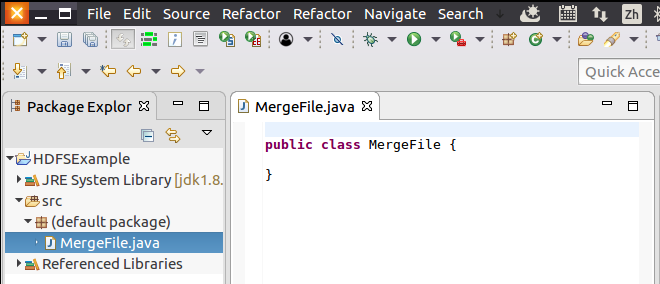 File Edit Source Refactor Refactor Navigate Search Zh
Quick Acce
Package Explor
MergeFile.java
HDFSExample
JRE System Library [jdk1.8.
src
(default package)
MergeFile.java
Referenced Libraries
public class MergeFile {
}